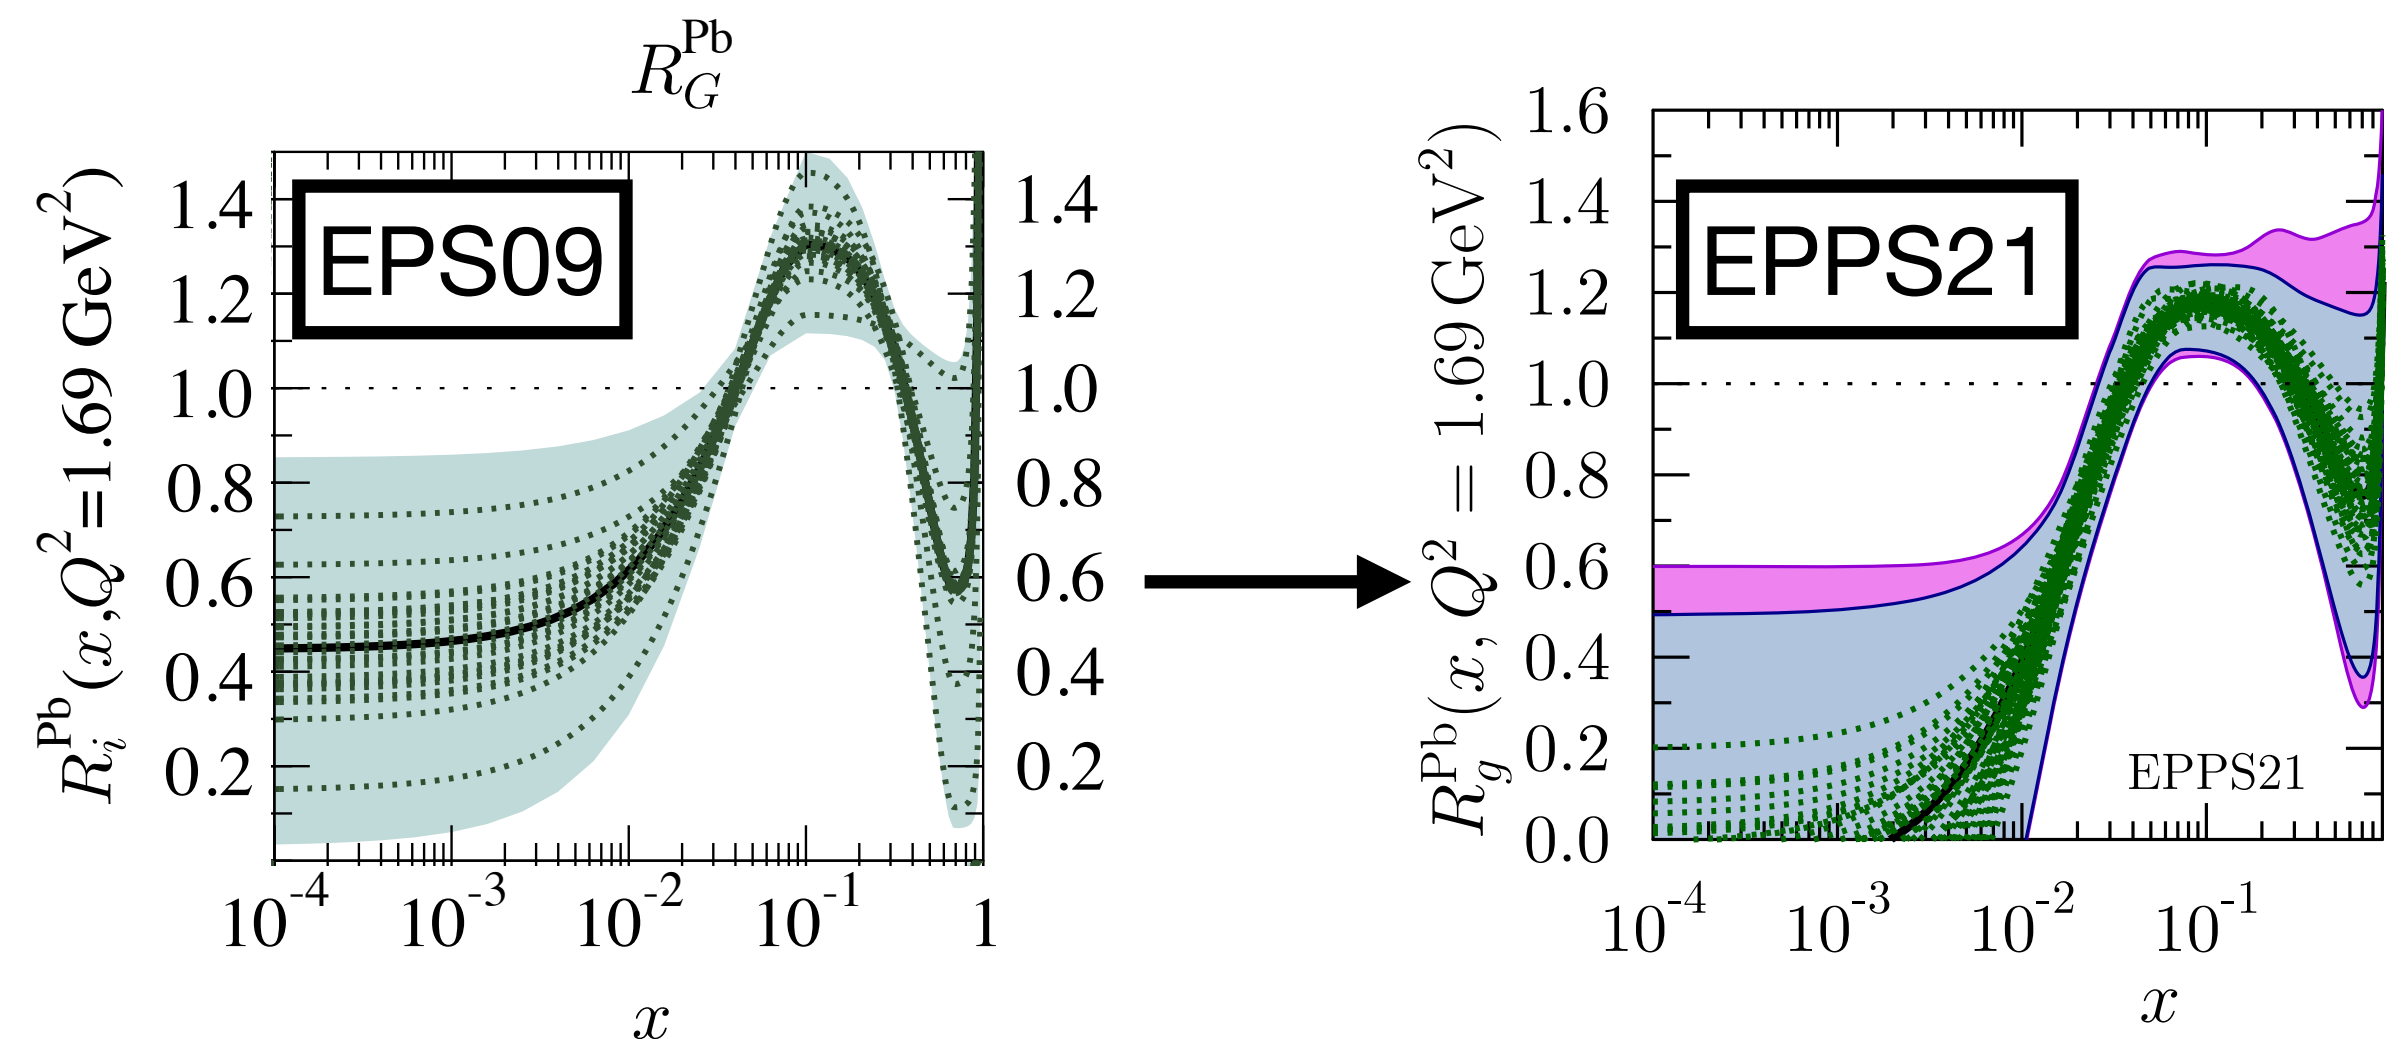 R_G^Pb
EPS09
R_i^Pb(x,Q^2=1.69 GeV^2)
1.4
1.2
1.0
0.8
0.6
0.4
0.2
1.4
1.2
1.0
0.8
0.6
0.4
0.2
10^-4 10^-3 10^-2 10^-1 1
x
EPPS21
R_g^Pb(x, Q^2 = 1.69 GeV^2)
1.6
1.4
1.2
1.0
0.8
0.6
0.4
0.2
0.0
EPPS21
10^-4 10^-3 10^-2 10^-1
x